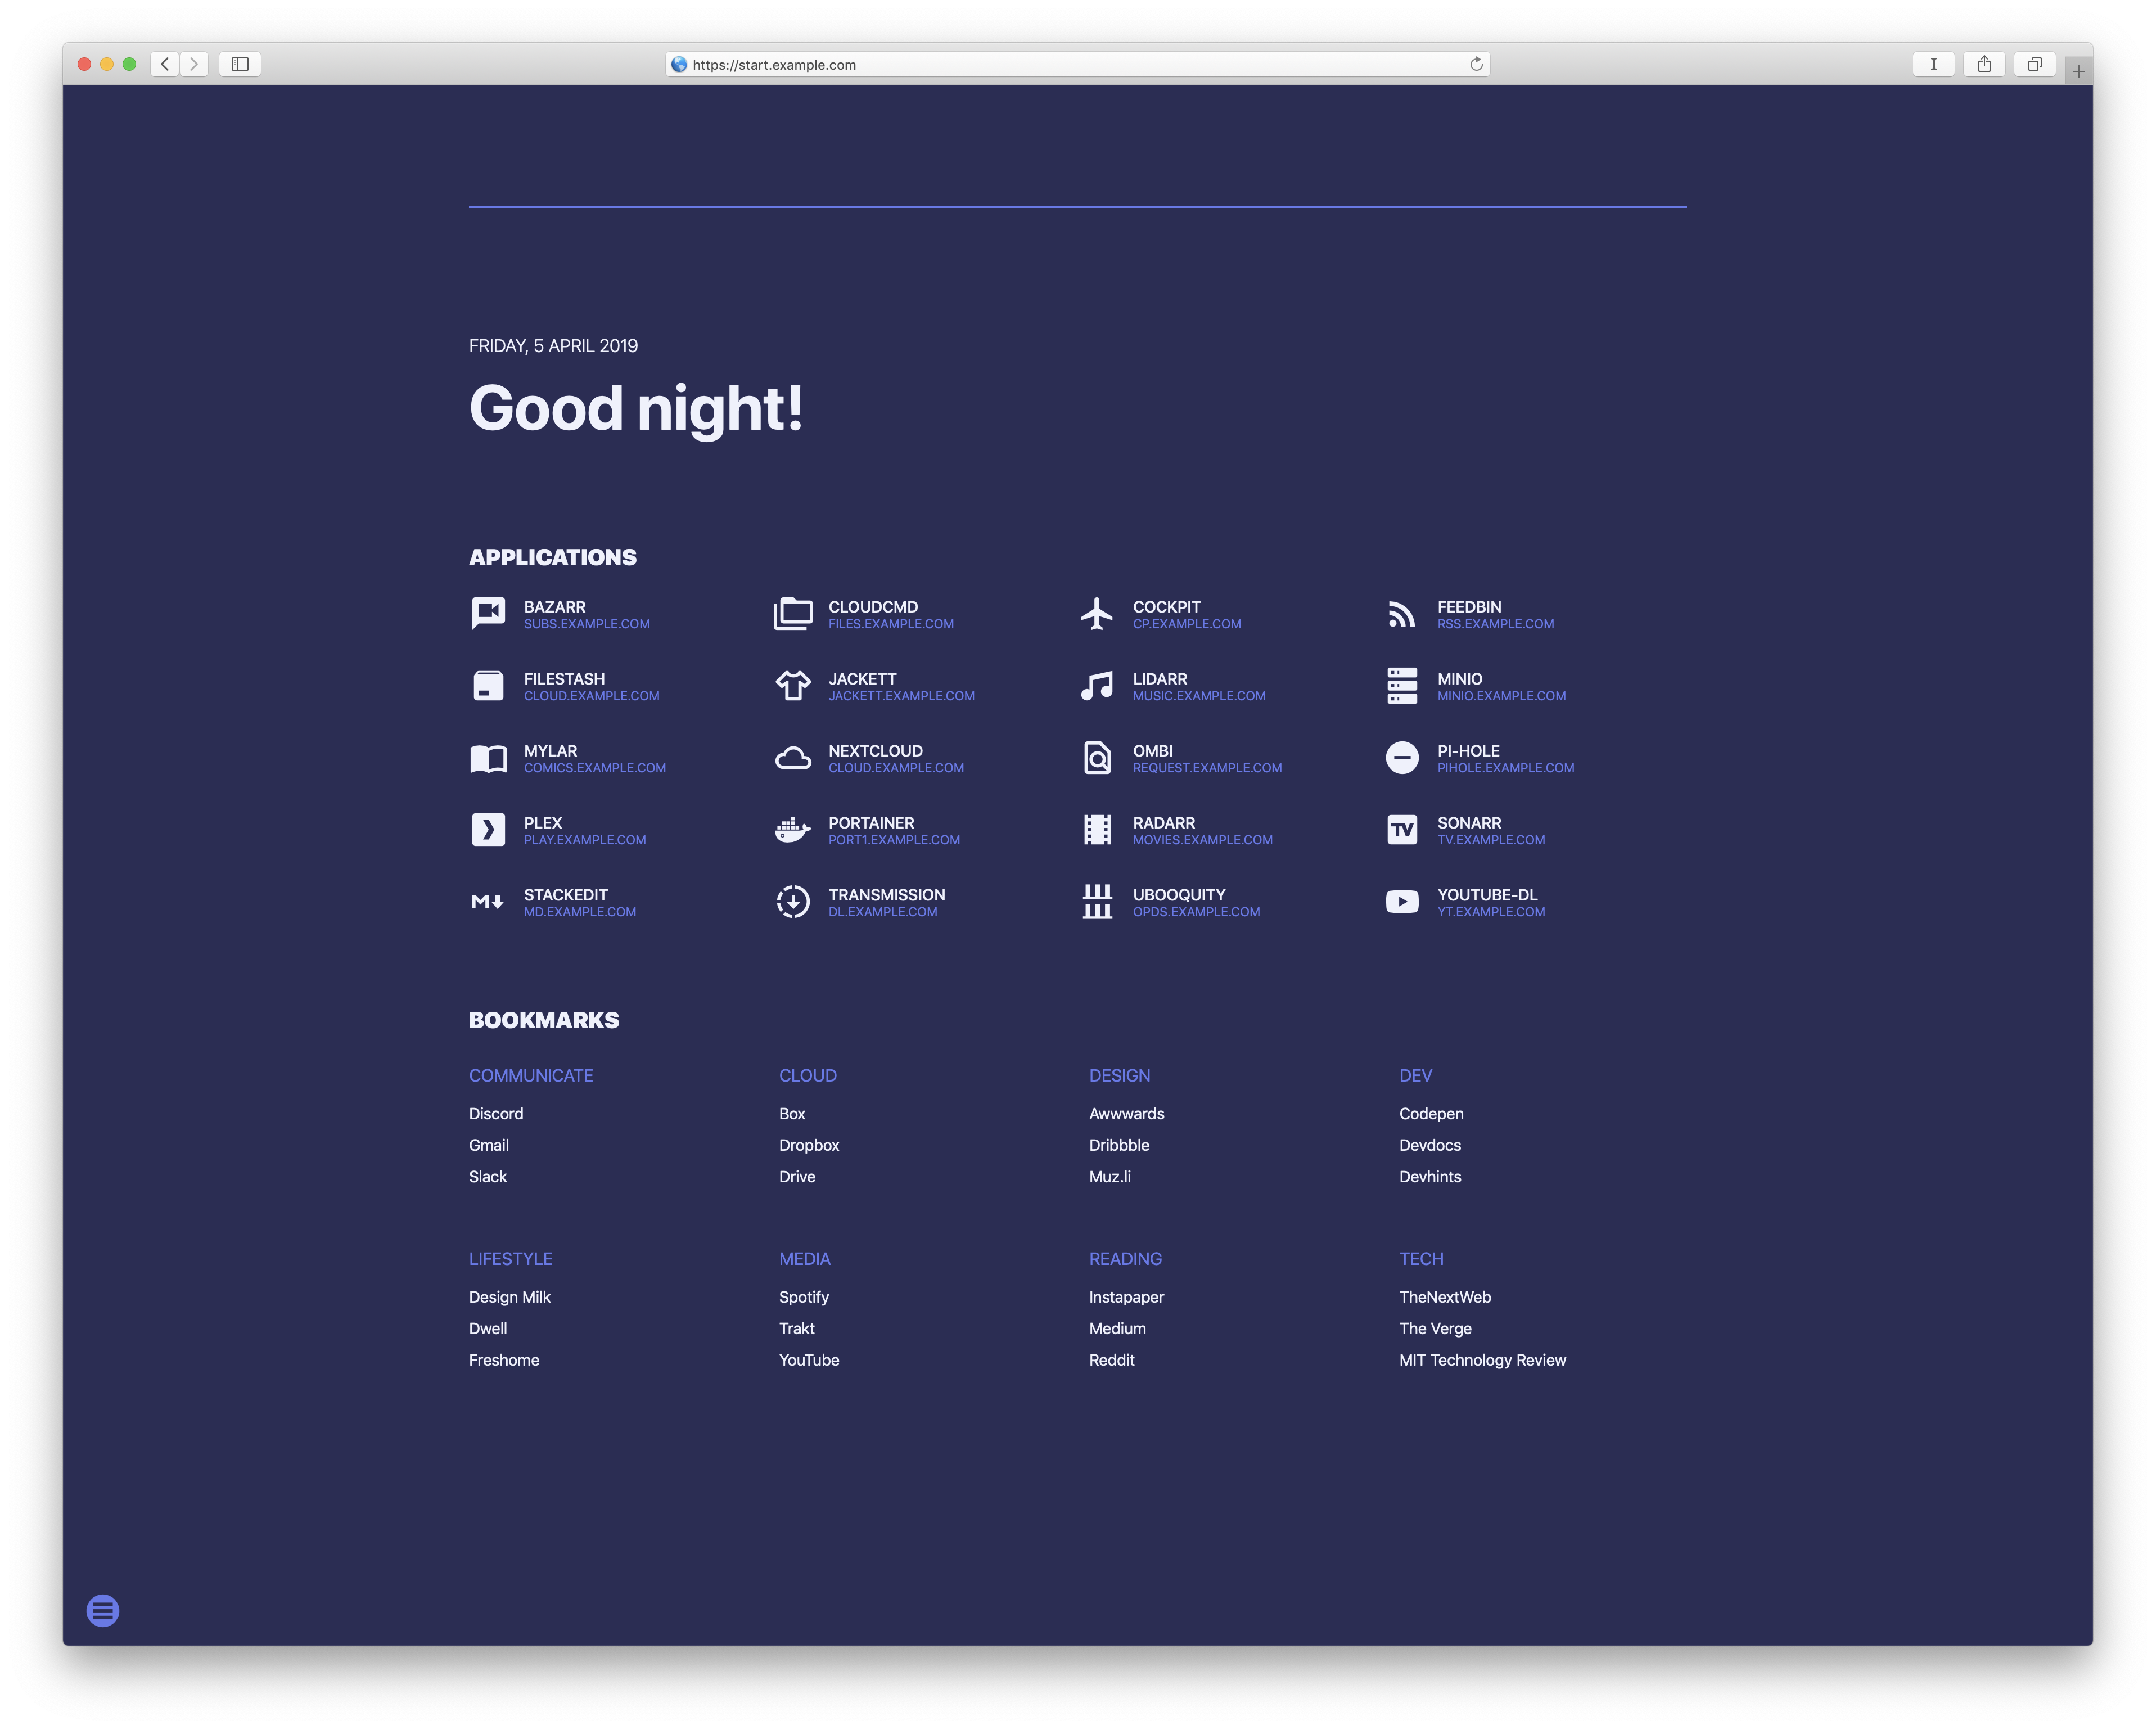 https://start.example.com
FRIDAY, 5 APRIL 2019
Good night!
APPLICATIONS
BAZARR
SUBS.EXAMPLE.COM
CLOUDCMD
FILES.EXAMPLE.COM
COCKPIT
CP.EXAMPLE.COM
FEEDBIN
RSS.EXAMPLE.COM
FILESTASH
CLOUD.EXAMPLE.COM
JACKETT
JACKETT.EXAMPLE.COM
LIDARR
MUSIC.EXAMPLE.COM
MINIO
MINIO.EXAMPLE.COM
MYLAR
COMICS.EXAMPLE.COM
NEXTCLOUD
CLOUD.EXAMPLE.COM
OMBI
REQUEST.EXAMPLE.COM
PI-HOLE
PIHOLE.EXAMPLE.COM
PLEX
PLAY.EXAMPLE.COM
PORTAINER
PORT1.EXAMPLE.COM
RADARR
MOVIES.EXAMPLE.COM
TV
SONARR
TV.EXAMPLE.COM
M
STACKEDIT
MD.EXAMPLE.COM
TRANSMISSION
DL.EXAMPLE.COM
UBOOQUITY
OPDS.EXAMPLE.COM
YOUTUBE-DL
YT.EXAMPLE.COM
BOOKMARKS
COMMUNICATE
Discord
Gmail
Slack
CLOUD
Box
Dropbox
Drive
DESIGN
Awwwards
Dribbble
Muz.li
DEV
Codepen
Devdocs
Devhints
LIFESTYLE
Design Milk
Dwell
Freshome
MEDIA
Spotify
Trakt
YouTube
READING
Instapaper
Medium
Reddit
TECH
TheNextWeb
The Verge
MIT Technology Review